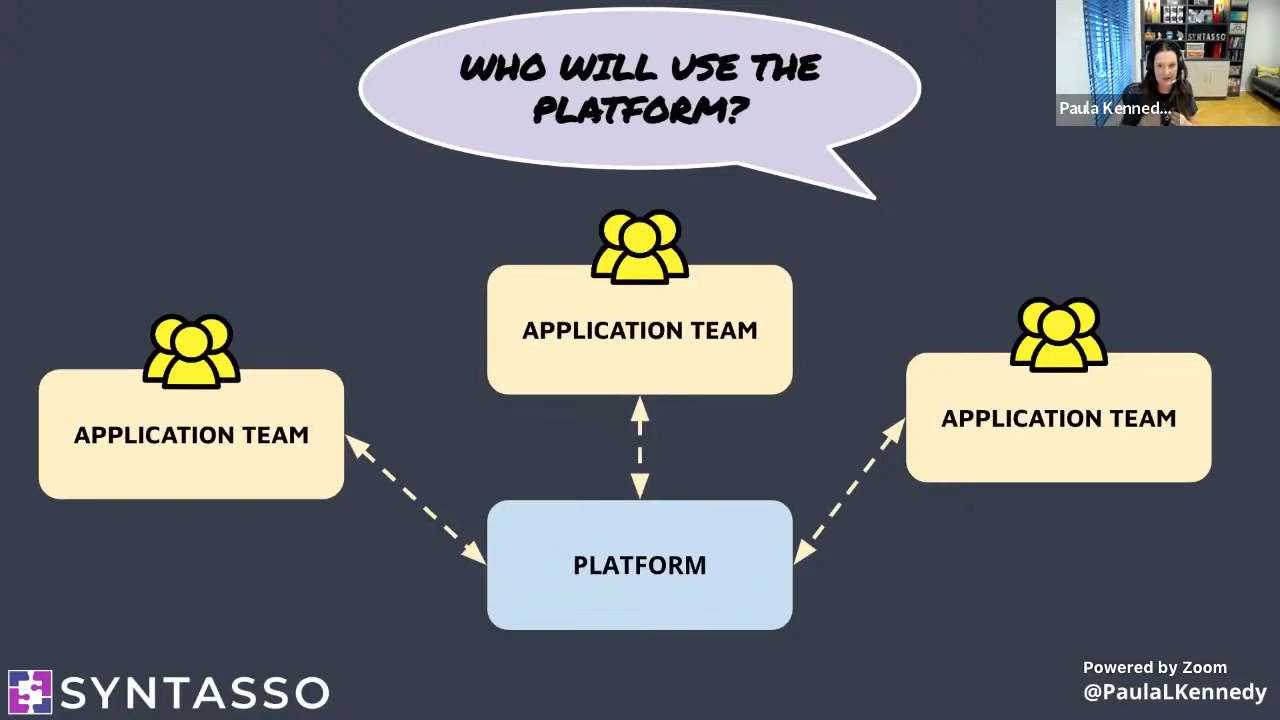 WHO WILL USE THE
PLATFORM?
SYNTASSO
Paula Kenned...
APPLICATION TEAM
APPLICATION TEAM
APPLICATION TEAM
PLATFORM
SYNTASSO
Powered by Zoom
@PaulaLKennedy